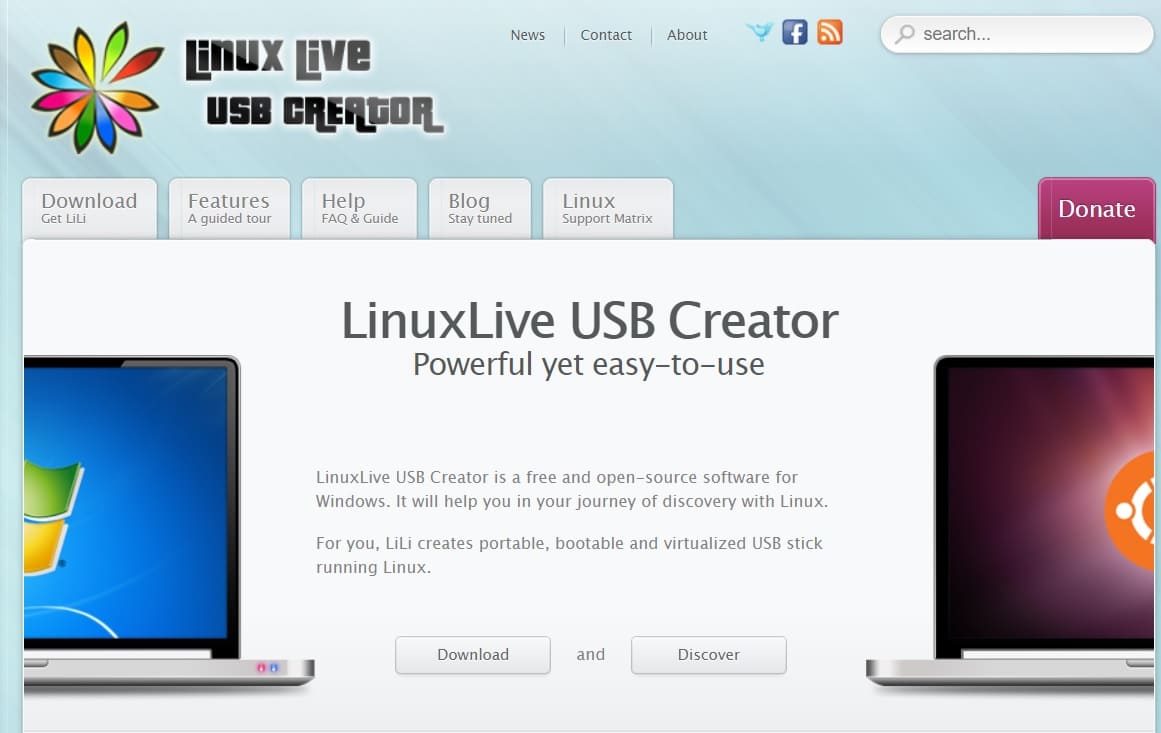 LINUX LIVE
USB CREATOR
News
Contact
About
search...
Download
Get LiLi
Features
A guided tour
Help
FAQ & Guide
Blog
Stay tuned
Linux
Support Matrix
Donate
LinuxLive USB Creator
Powerful yet easy-to-use
LinuxLive USB Creator is a free and open-source software for
Windows. It will help you in your journey of discovery with Linux.
For you, LiLi creates portable, bootable and virtualized USB stick
running Linux.
Download
and
Discover